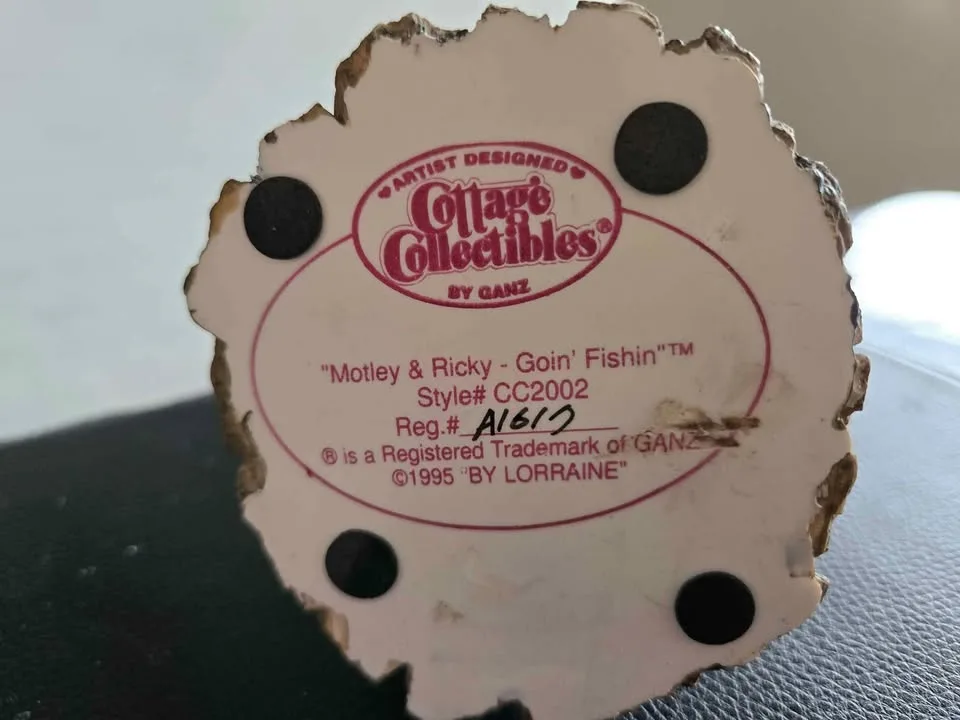 ♥ARTIST DESIGNED♥
Cottage
Collectibles®
BY GANZ
"Motley & Ricky - Goin' Fishin"™
Style# CC2002
Reg.# A1617
® is a Registered Trademark of GANZ
©1995 "BY LORRAINE"